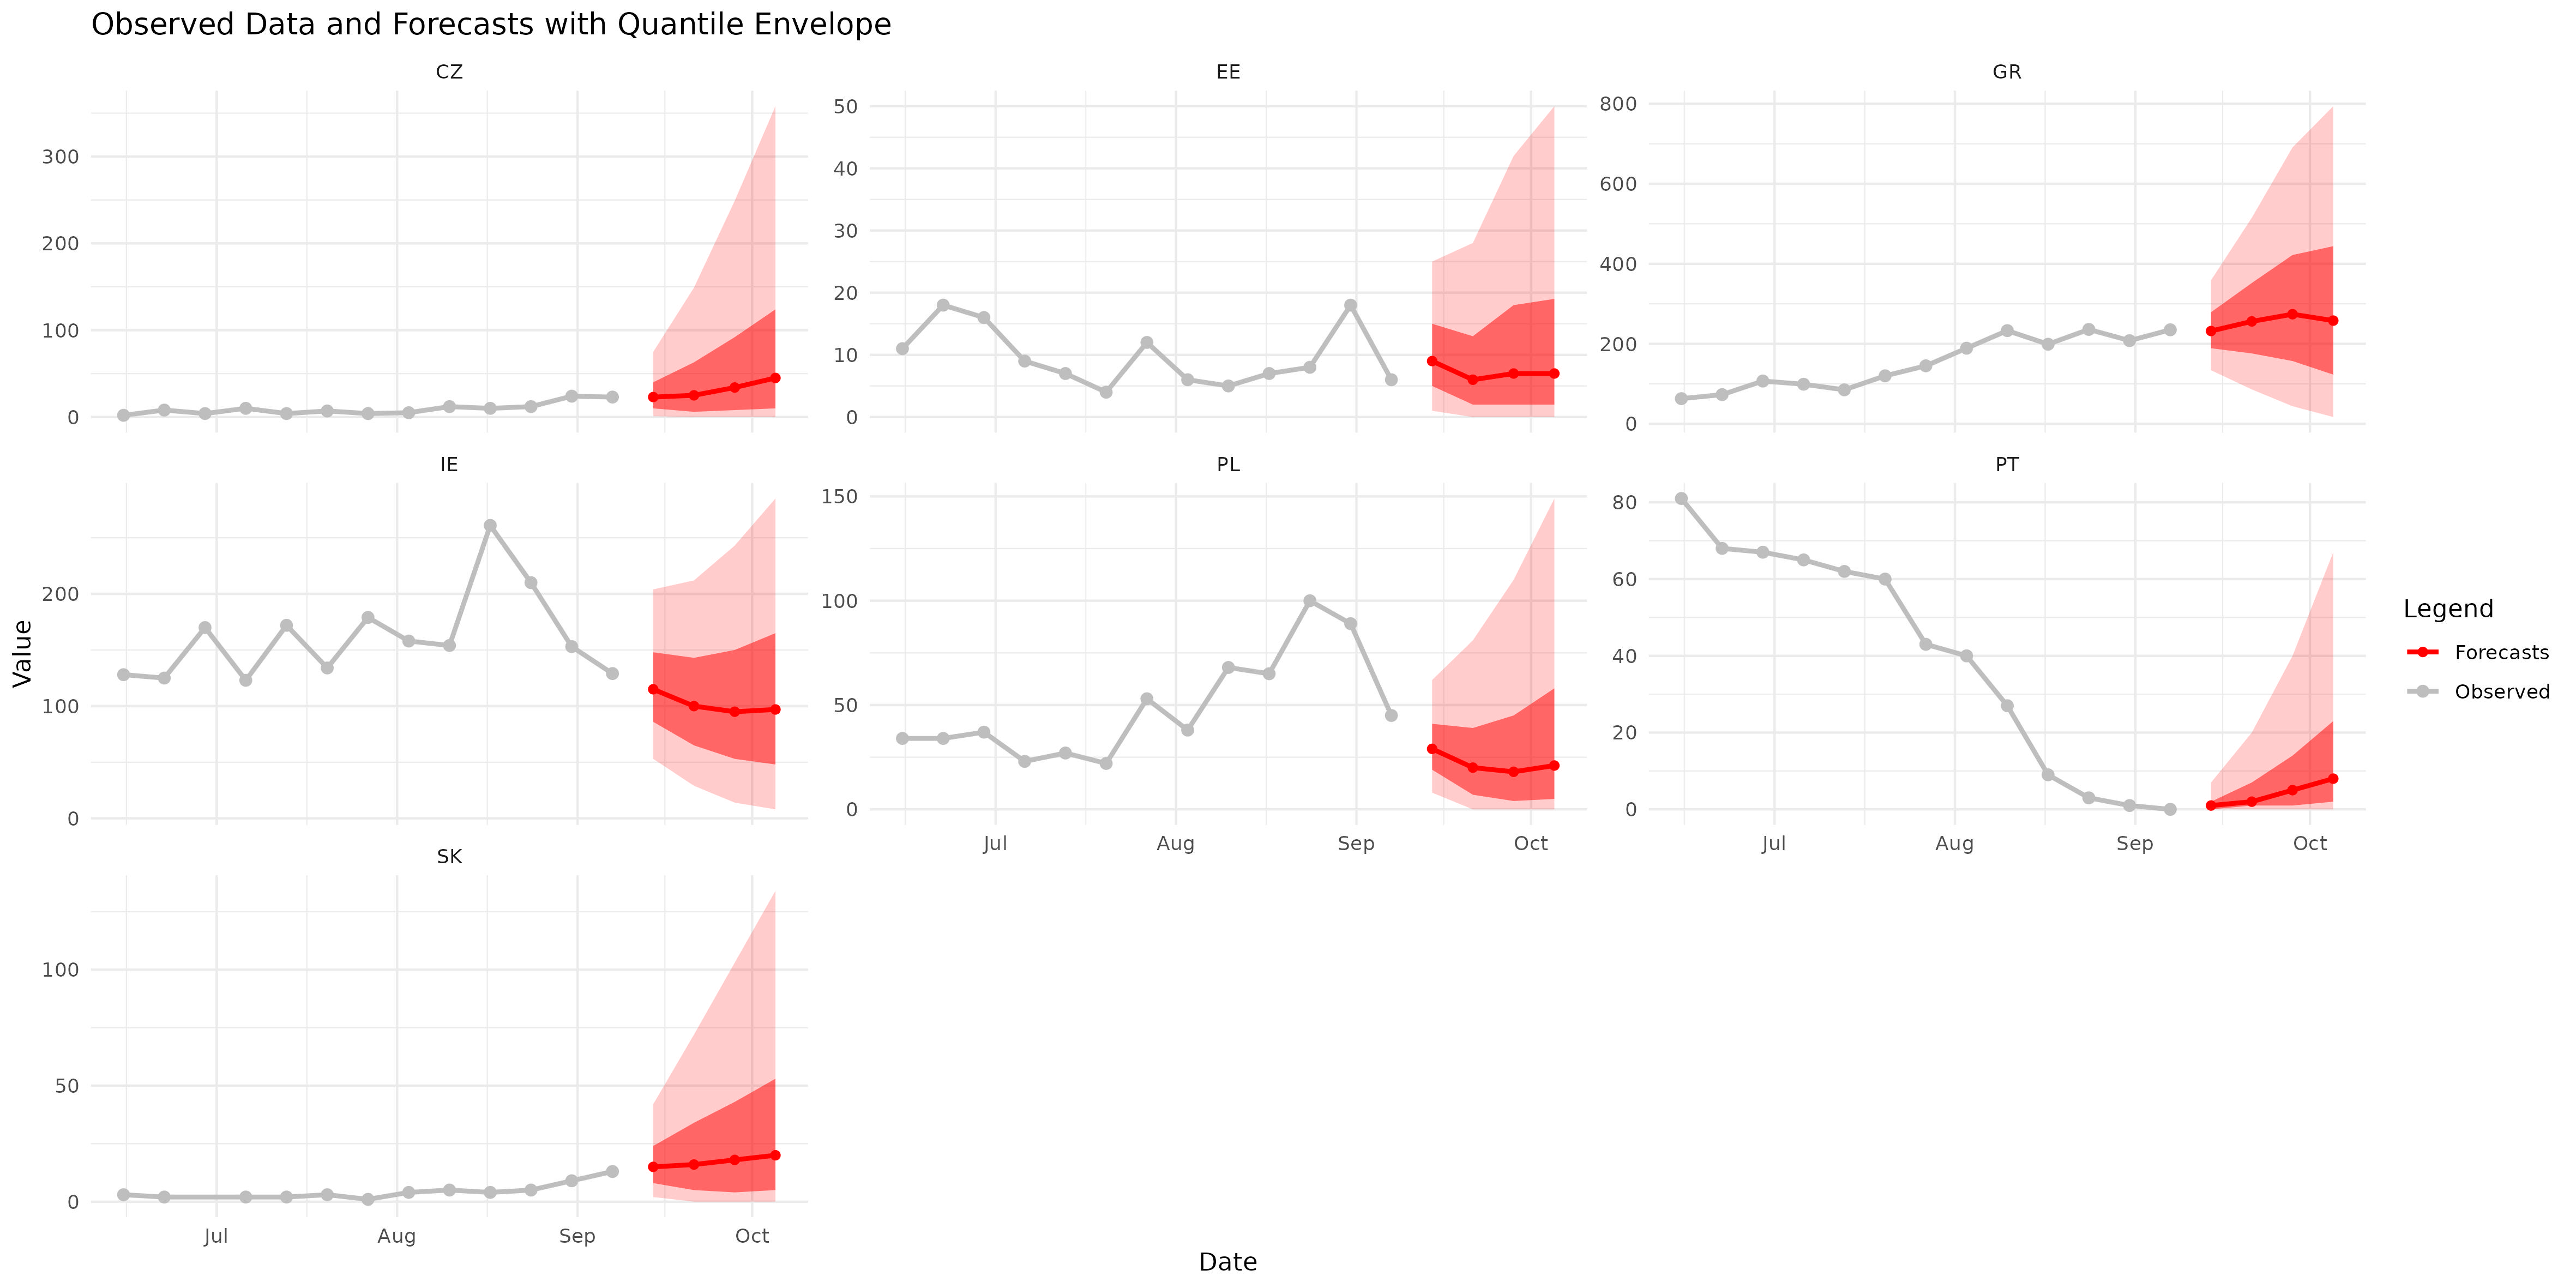 Observed Data and Forecasts with Quantile Envelope
CZ
EE
GR
300
200
100
0
50
40
30
20
10
0
800
600
400
200
0
IE
PL
PT
200
100
0
150
100
50
0
80
60
40
20
0
Jul Aug Sep Oct
Jul Aug Sep Oct
SK
100
50
0
Jul Aug Sep Oct
Value
Date
Legend
Forecasts
Observed